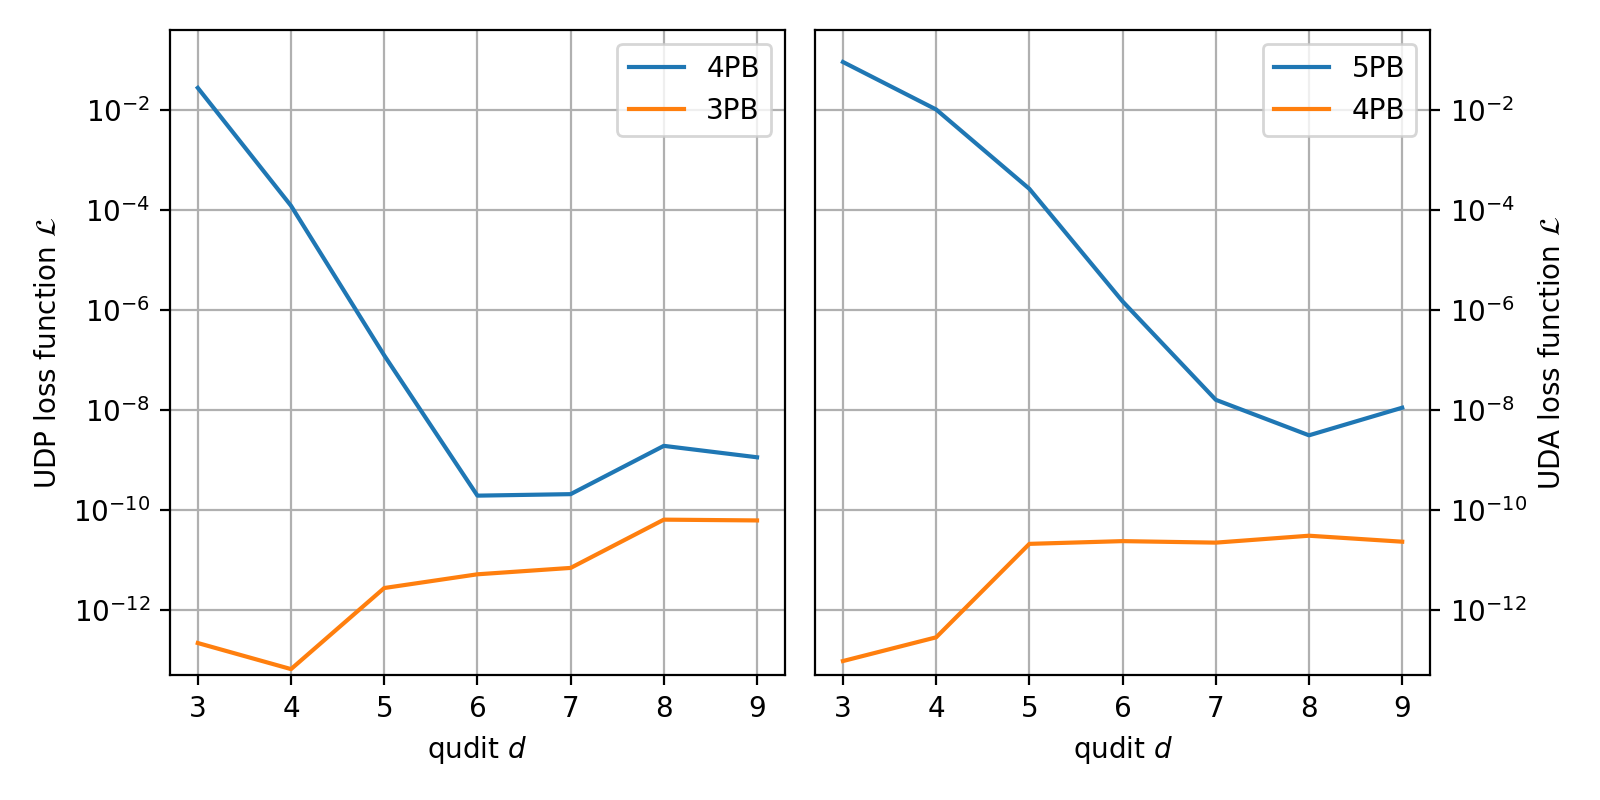 4PB
3PB
10⁻²
10⁻⁴
10⁻⁶
10⁻⁸
10⁻¹⁰
10⁻¹²
UDP loss function ℒ
3 4 5 6 7 8 9
qudit d
5PB
4PB
10⁻²
10⁻⁴
10⁻⁶
10⁻⁸
10⁻¹⁰
10⁻¹²
UDA loss function ℒ
3 4 5 6 7 8 9
qudit d